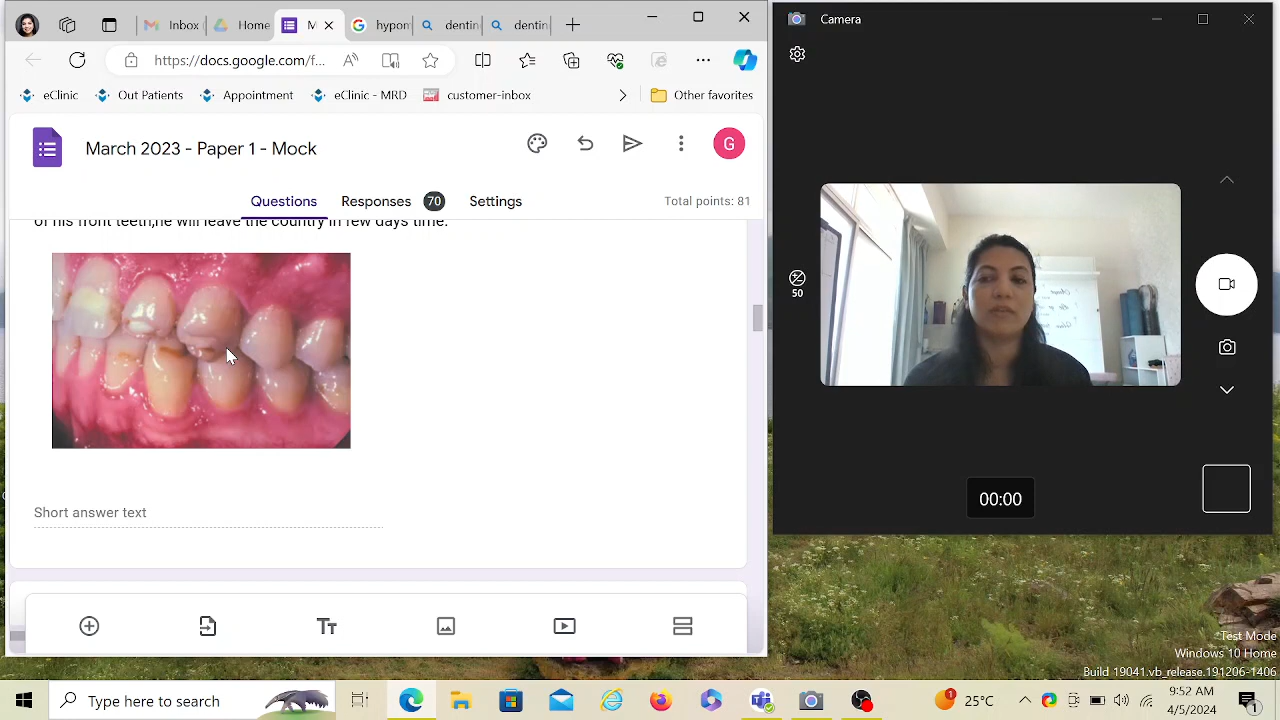 Inbox
Home
M
hypon
dentin
dentin
https://docs.google.com/f...
eClinic
Out Patients
Appointment
eClinic - MRD
customer-inbox
Other favorites
March 2023 - Paper 1 - Mock
G
Questions
Responses
70
Settings
Total points: 81
of his front teeth,he will leave the country in few days time.
Short answer text
Tт
Camera
50
00:00
Test Mode
Windows 10 Home
Build 19041.vb_release.191206-1406
Type here to search
1
25°C
9:52 AM
4/5/2024
1